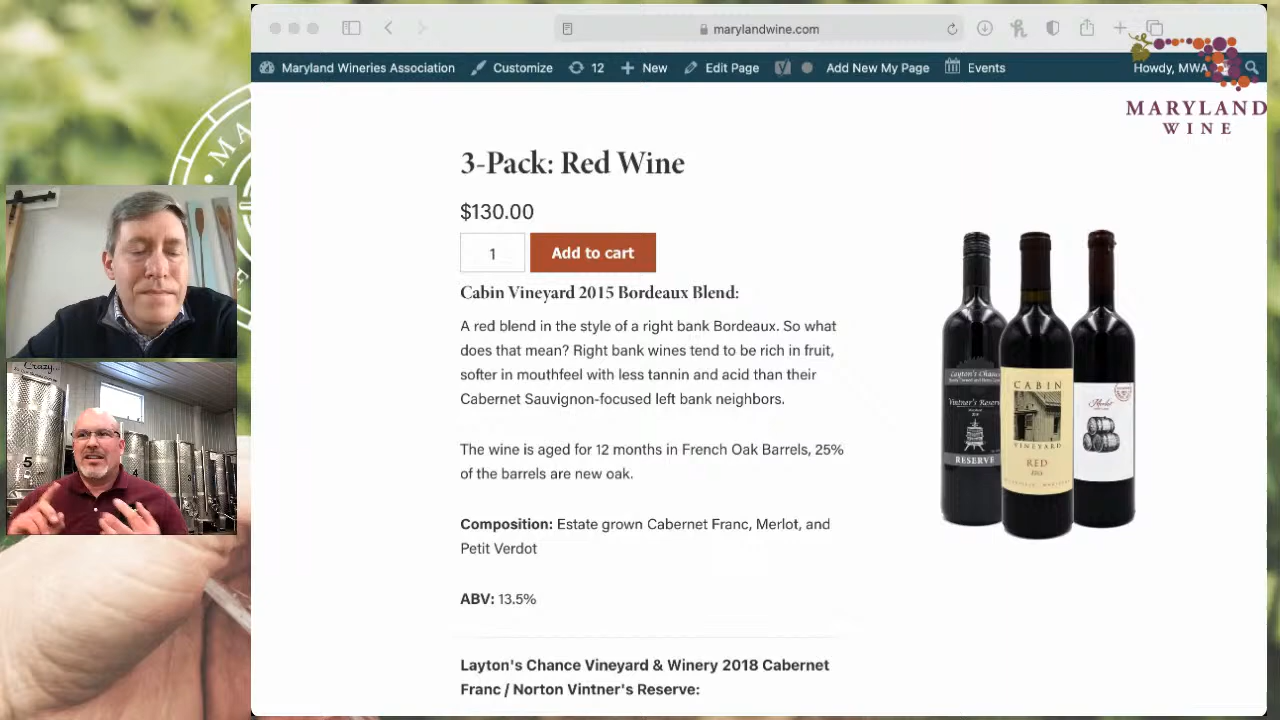 marylandwine.com
Maryland Wineries Association Customize 12 New Edit Page Add New My Page Events Howdy, MWA
MARYLAND
WINE
3-Pack: Red Wine
$130.00
1 Add to cart
Cabin Vineyard 2015 Bordeaux Blend:
A red blend in the style of a right bank Bordeaux. So what
does that mean? Right bank wines tend to be rich in fruit,
softer in mouthfeel with less tannin and acid than their
Cabernet Sauvignon-focused left bank neighbors.
The wine is aged for 12 months in French Oak Barrels, 25%
of the barrels are new oak.
Composition: Estate grown Cabernet Franc, Merlot, and
Petit Verdot
ABV: 13.5%
Layton's Chance Vineyard & Winery 2018 Cabernet
Franc / Norton Vintner's Reserve:
Layton's Chance
Vintner's Reserve
RESERVE
CABIN
VINEYARD
RED
Merlot
Crazy...
5
4